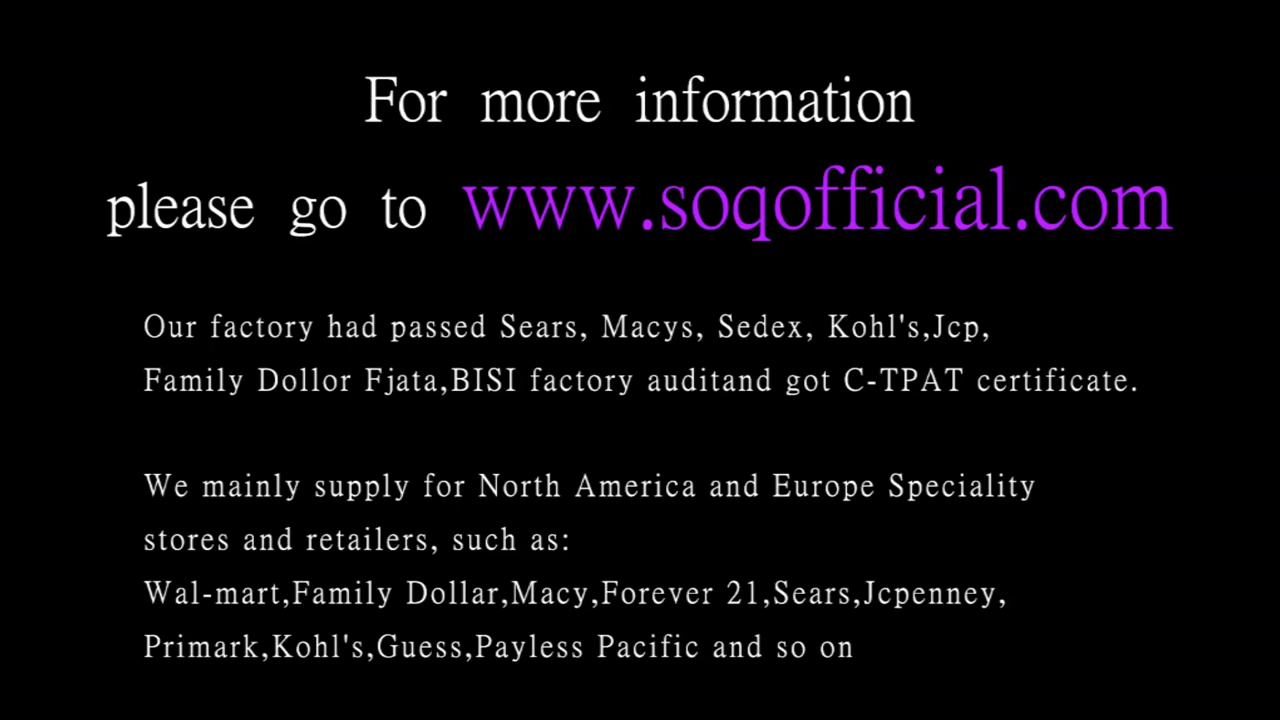 For more information
please go to www.soqofficial.com
Our factory had passed Sears, Macys, Sedex, Kohl's,Jcp,
Family Dollor Fjata,BISI factory auditand got C-TPAT certificate.
We mainly supply for North America and Europe Speciality
stores and retailers, such as:
Wal-mart,Family Dollar,Macy,Forever 21,Sears,Jcpenney,
Primark,Kohl's,Guess,Payless Pacific and so on